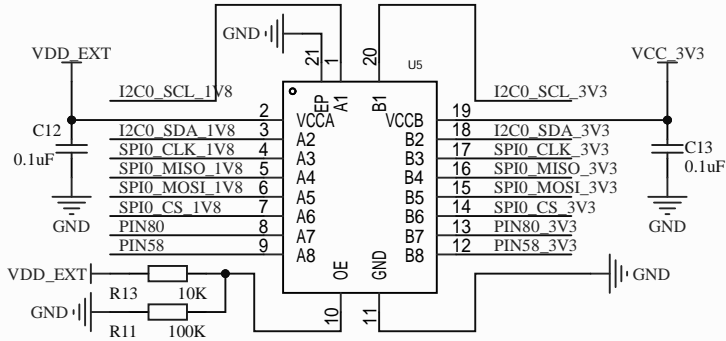 GND
21
1
20
U5
VDD_EXT
VCC_3V3
I2C0_SCL_1V8
EP
A1
B1
I2C0_SCL_3V3
2
VCCA
VCCB
19
C12
0.1uF
I2C0_SDA_1V8
3
A2
B2
18
I2C0_SDA_3V3
SPI0_CLK_1V8
4
A3
B3
17
SPI0_CLK_3V3
C13
0.1uF
SPI0_MISO_1V8
5
A4
B4
16
SPI0_MISO_3V3
SPI0_MOSI_1V8
6
A5
B5
15
SPI0_MOSI_3V3
SPI0_CS_1V8
7
A6
B6
14
SPI0_CS_3V3
GND
GND
PIN80
8
A7
B7
13
PIN80_3V3
PIN58
9
A8
B8
12
PIN58_3V3
VDD_EXT
OE
GND
GND
R13
10K
GND
R11
100K
10
11